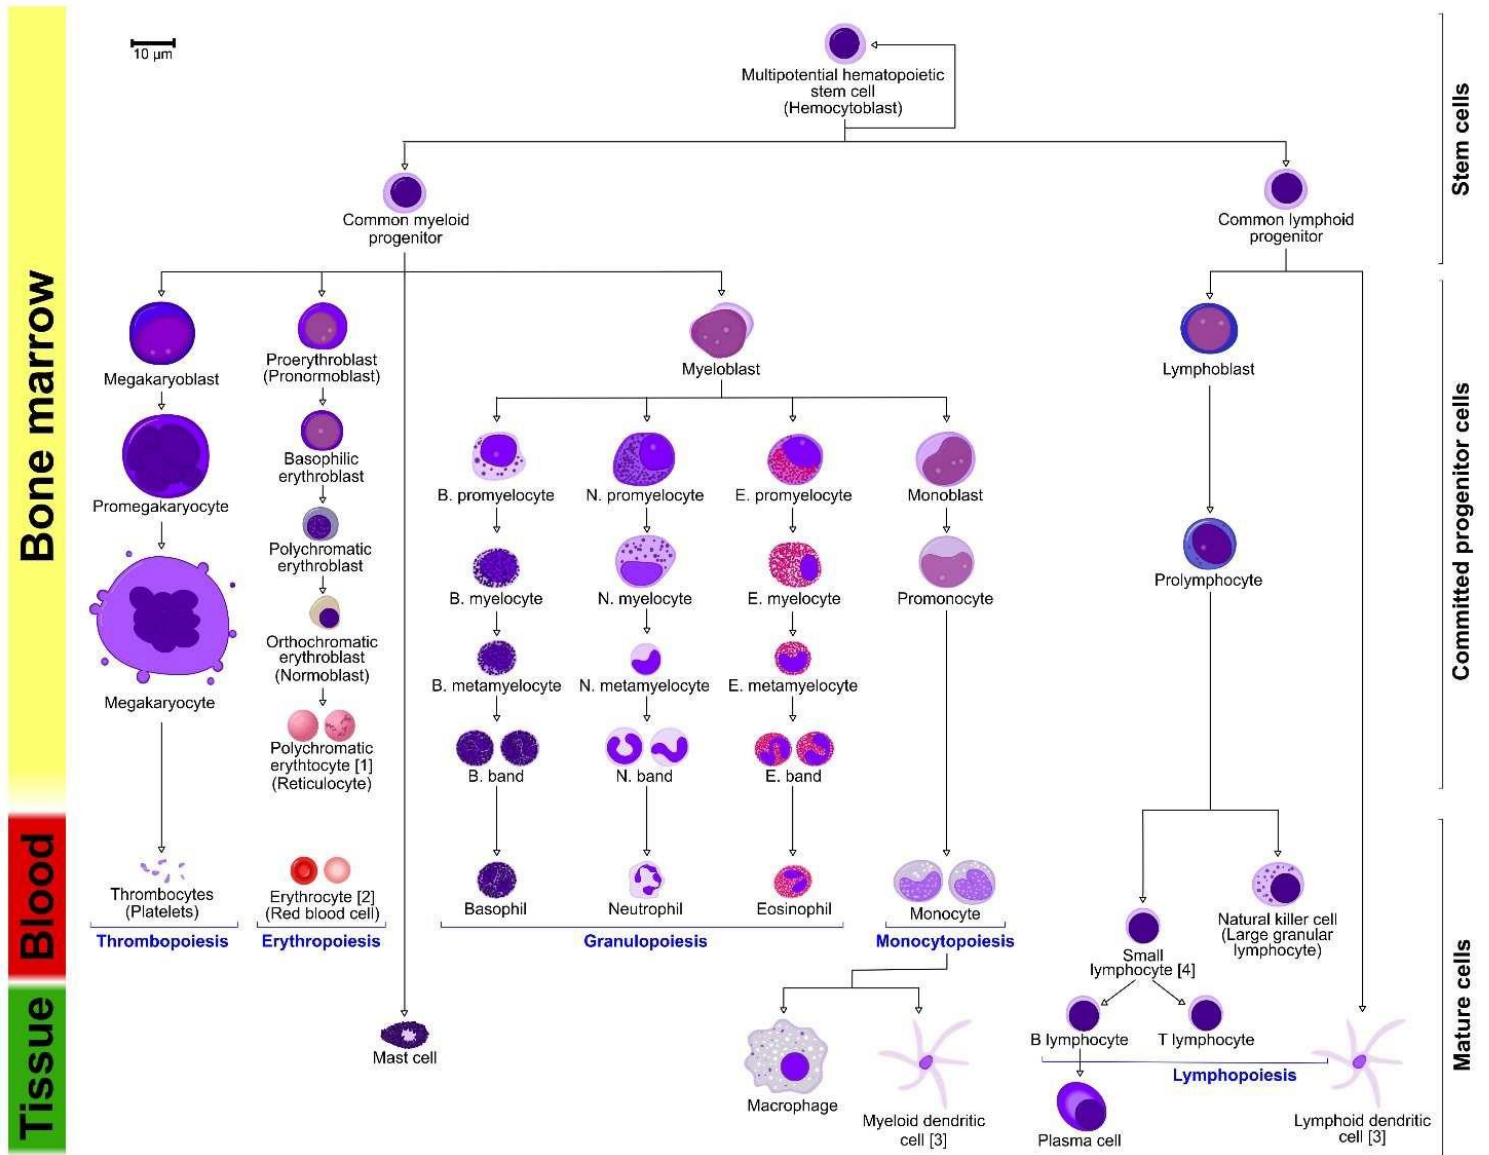 10 µm
Multipotential hematopoietic
stem cell
(Hemocytoblast)
Common myeloid
progenitor
Common lymphoid
progenitor
Megakaryoblast
Promegakaryocyte
Megakaryocyte
Thrombocytes
(Platelets)
Thrombopoiesis
Proerythroblast
(Pronormoblast)
Basophilic
erythroblast
Polychromatic
erythroblast
Orthochromatic
erythroblast
(Normoblast)
Polychromatic
erythtocyte [1]
(Reticulocyte)
Erythrocyte [2]
(Red blood cell)
Erythropoiesis
Mast cell
Myeloblast
B. promyelocyte
N. promyelocyte
E. promyelocyte
Monoblast
B. myelocyte
N. myelocyte
E. myelocyte
Promonocyte
B. metamyelocyte
N. metamyelocyte
E. metamyelocyte
B. band
N. band
E. band
Basophil
Neutrophil
Eosinophil
Monocyte
Granulopoiesis
Monocytopoiesis
Macrophage
Myeloid dendritic
cell [3]
Lymphoblast
Prolymphocyte
Natural killer cell
(Large granular
lymphocyte)
Small
lymphocyte [4]
B lymphocyte
T lymphocyte
Lymphopoiesis
Plasma cell
Lymphoid dendritic
cell [3]
Bone marrow
Blood
Tissue
Stem cells
Committed progenitor cells
Mature cells